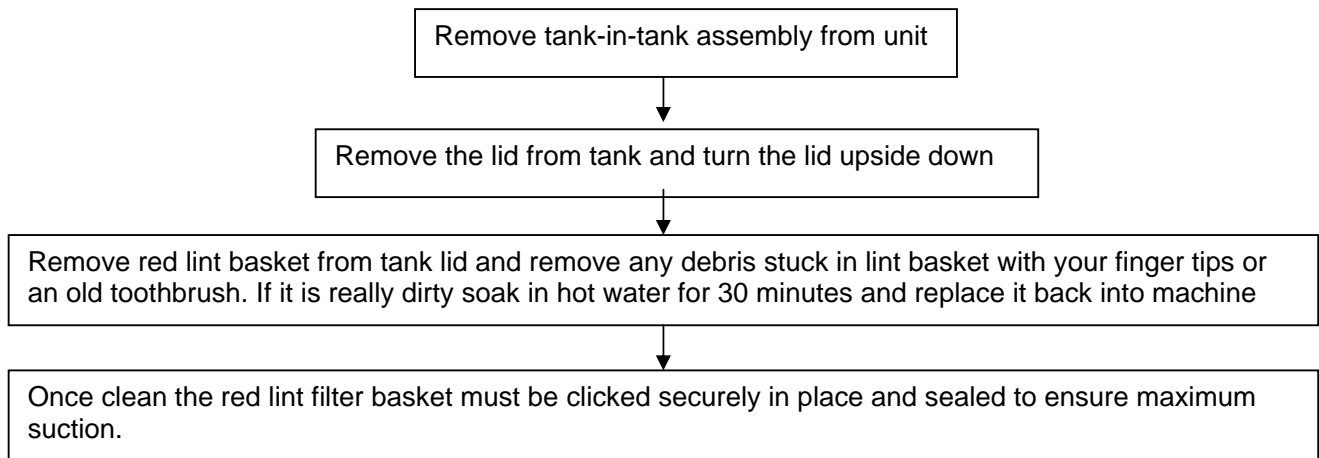 Remove tank-in-tank assembly from unit
Remove the lid from tank and turn the lid upside down
Remove red lint basket from tank lid and remove any debris stuck in lint basket with your finger tips or
an old toothbrush. If it is really dirty soak in hot water for 30 minutes and replace it back into machine
Once clean the red lint filter basket must be clicked securely in place and sealed to ensure maximum
suction.